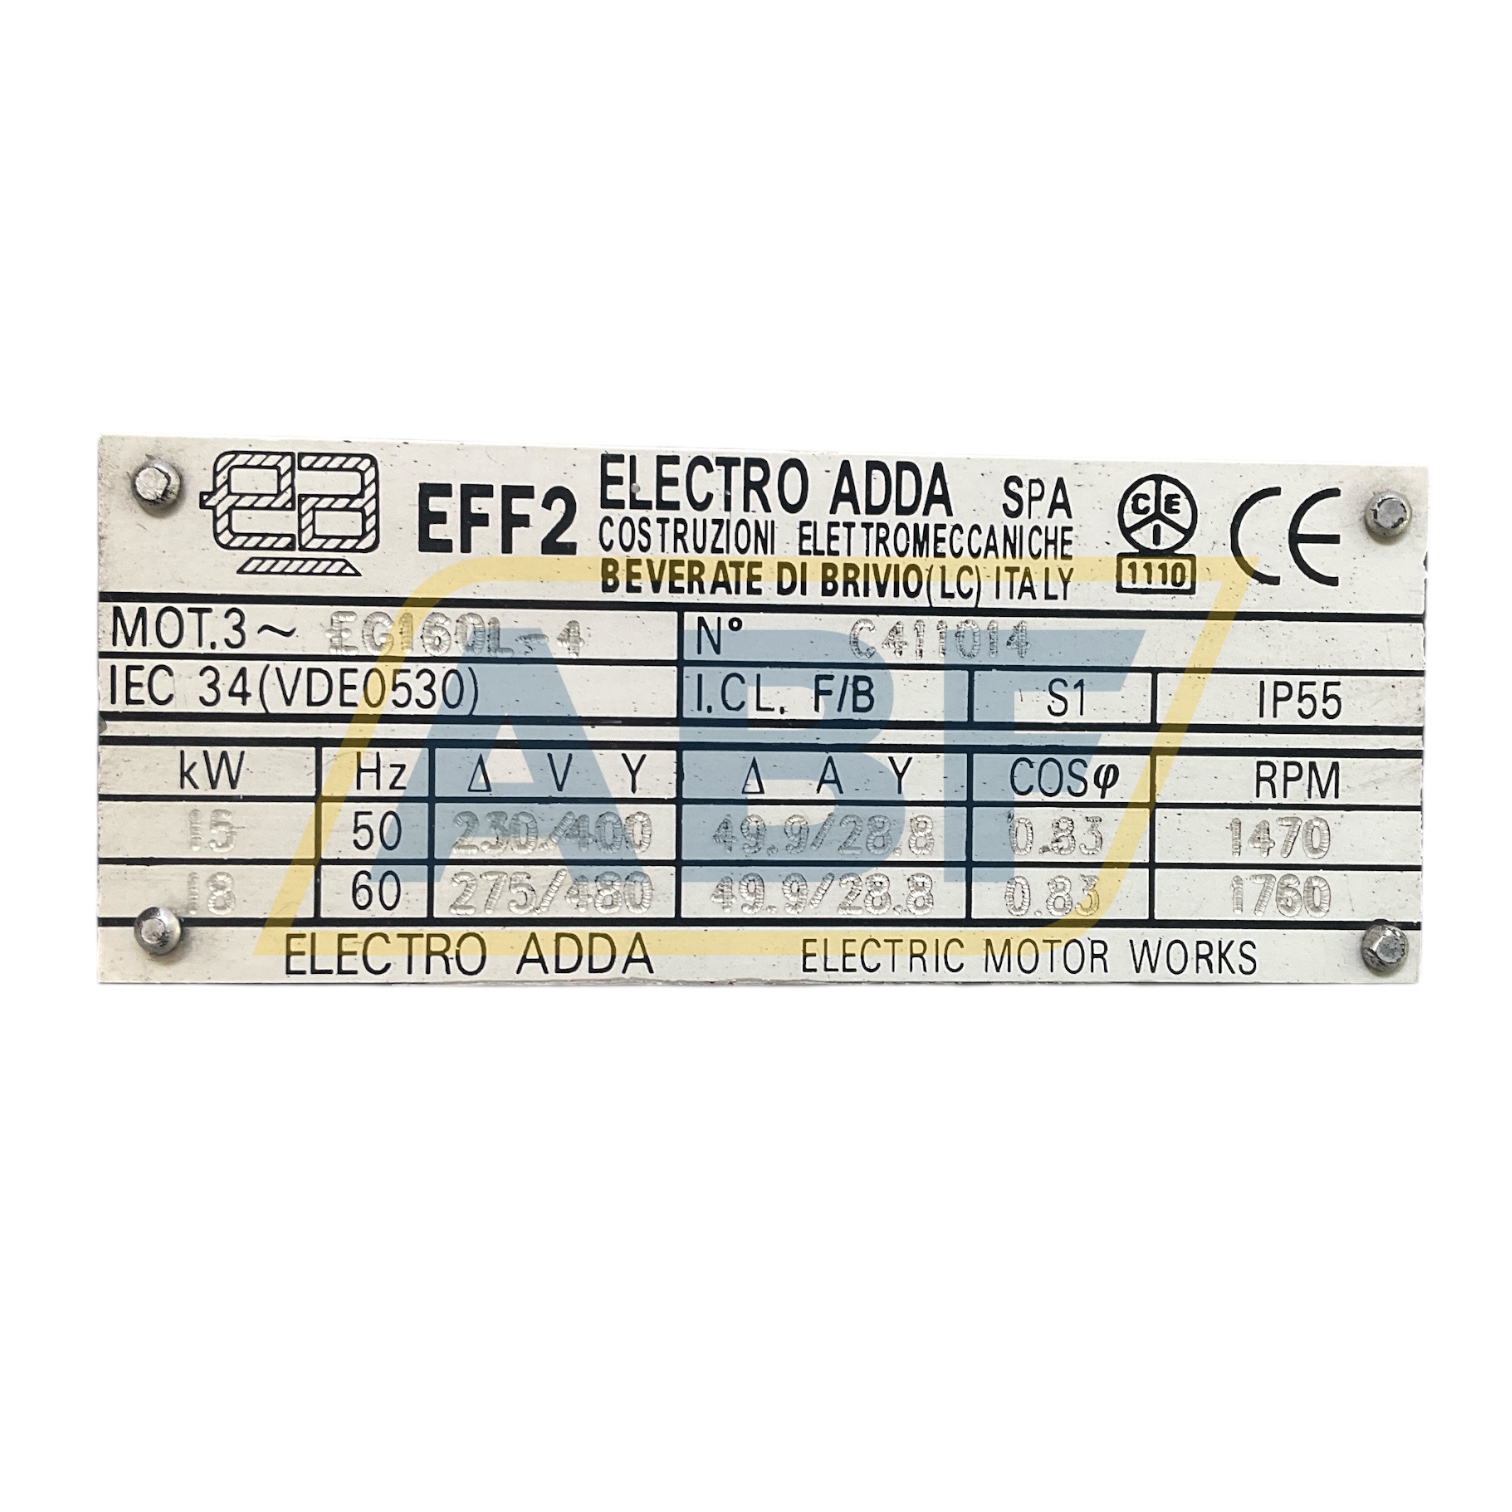 ea EFF2 ELECTRO ADDA SPA
COSTRUZIONI ELETTROMECCANICHE
BEVERATE DI BRIVIO(LC) ITALY
CEI
1110
CE
MOT.3~ EG160L-4 N° C411014
IEC 34(VDE0530) I.CL. F/B S1 IP55
kW Hz Δ V Y Δ A Y COSφ RPM
15 50 230/400 49.9/28.8 0.83 1470
18 60 275/480 49.9/28.8 0.83 1760
ELECTRO ADDA ELECTRIC MOTOR WORKS
ABF